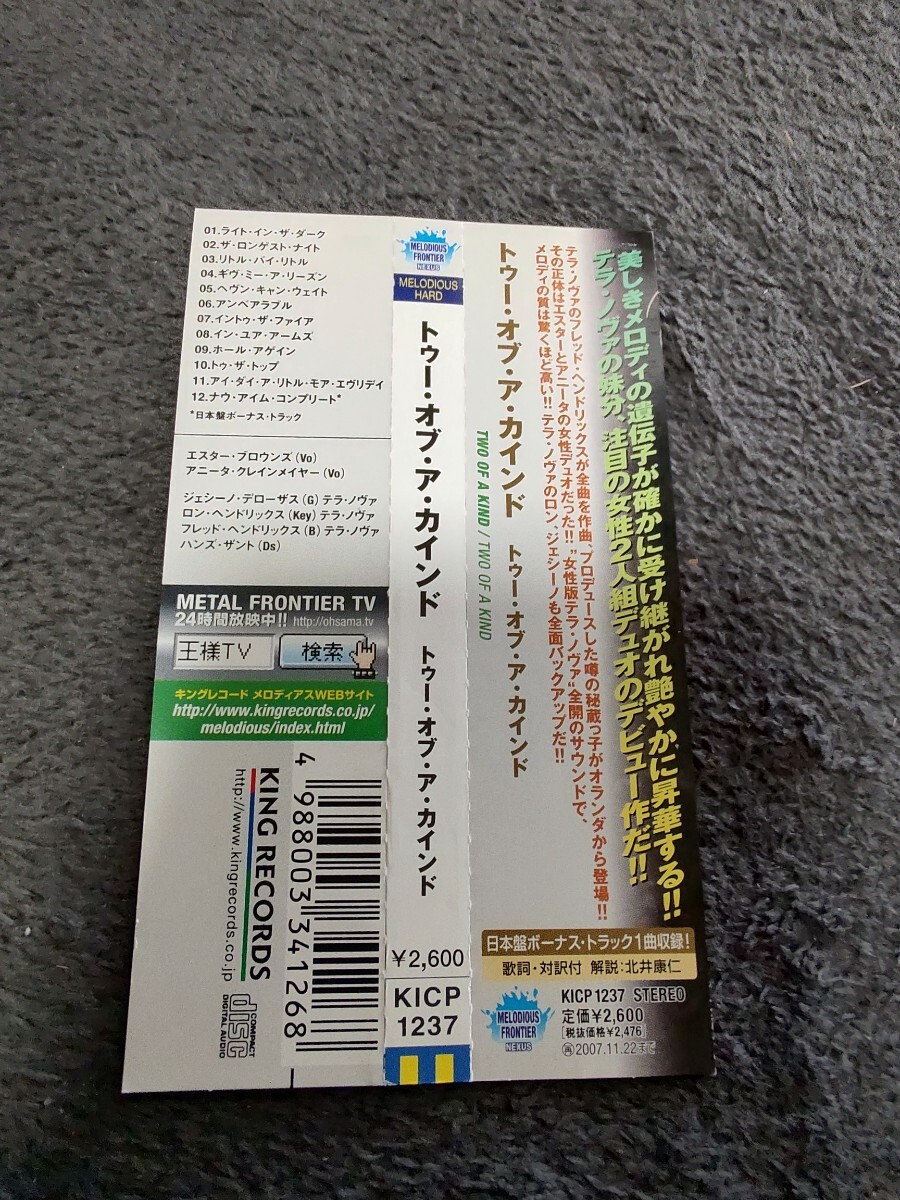 美しきメロディの遺伝子が確かに受け継がれ艶やかに昇華する!!
テラ・ノヴァの妹分、注目の女性2人組デュオのデビュー作だ!!
テラ・ノヴァのフレッド・ヘンドリックスが全曲を作曲、プロデュースした噂の秘蔵っ子がオランダから登場!!
その正体はエスターとアニータの女性デュオだった!!"女性版テラ・ノヴァ"全開のサウンドで、
メロディの質は驚くほど高い!!テラ・ノヴァのロン、ジェシーノも全面バックアップだ!!
トゥー・オブ・ア・カインド トゥー・オブ・ア・カインド
TWO OF A KIND / TWO OF A KIND
日本盤ボーナス・トラック1曲収録!
歌詞・対訳付 解説:北井康仁
MELODIOUS
FRONTIER
NEXUS
KICP 1237 STEREO
定価¥2,600
[税抜価格¥2,476]
再2007.11.22まで
MELODIOUS
FRONTIER
NEXUS
MELODIOUS
HARD
トゥー・オブ・ア・カインド トゥー・オブ・ア・カインド
¥2,600
KICP
1237
01.ライト・イン・ザ・ダーク
02.ザ・ロンゲスト・ナイト
03.リトル・バイ・リトル
04.ギヴ・ミー・ア・リーズン
05.ヘヴン・キャン・ウェイト
06.アンベアラブル
07.イントゥ・ザ・ファイア
08.イン・ユア・アームズ
09.ホール・アゲイン
10.トゥ・ザ・トップ
11.アイ・ダイ・ア・リトル・モア・エヴリデイ
12.ナウ・アイム・コンプリート*
*日本盤ボーナス・トラック
エスター・ブロウンズ(Vo)
アニータ・クレインメイヤー(Vo)
ジェシーノ・デローザス(G)テラ・ノヴァ
ロン・ヘンドリックス(Key)テラ・ノヴァ
フレッド・ヘンドリックス(B)テラ・ノヴァ
ハンズ・ザント(Ds)
METAL FRONTIER TV
24時間放映中!! http://ohsama.tv
王様TV 検索
キングレコード メロディアスWEBサイト
http://www.kingrecords.co.jp/
melodious/index.html
4 988003 341268
KING RECORDS
http://www.kingrecords.co.jp
COMPACT
disc
DIGITAL AUDIO